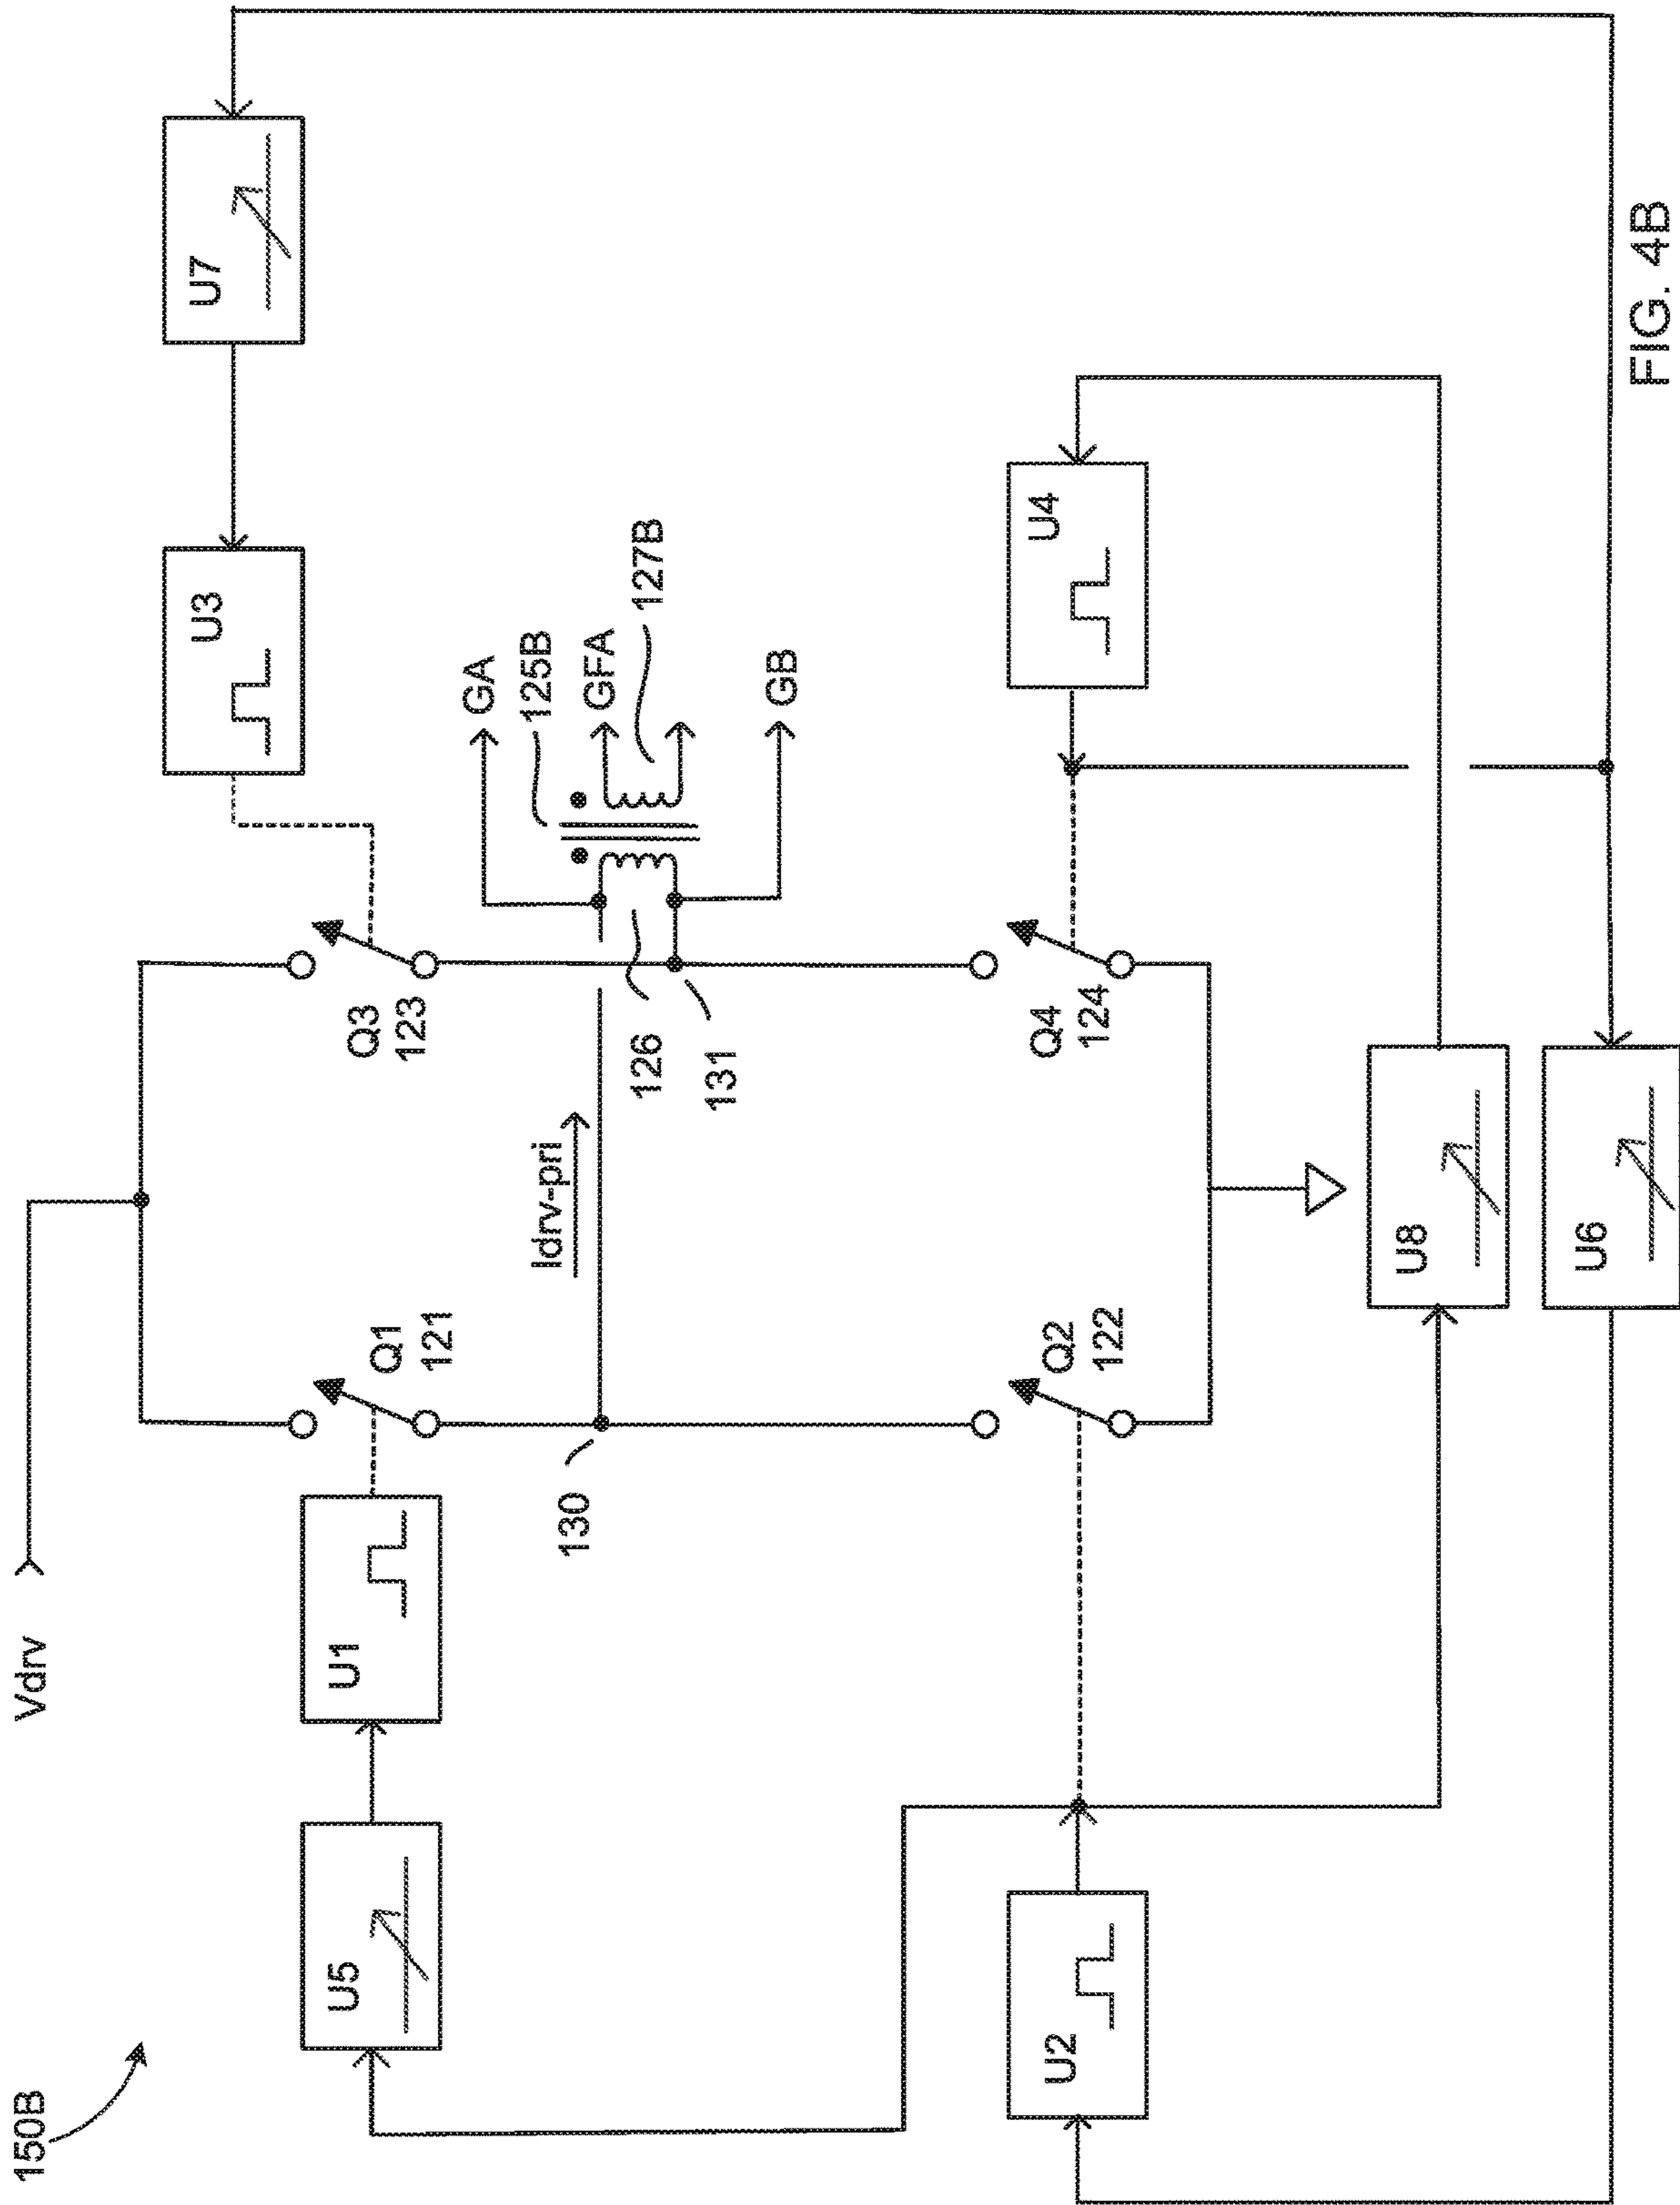 150B
Vdrv
U5
U1
Q1
121
Q3
123
U3
U7
130
Idrv-pri
126
131
GA
125B
GFA
127B
GB
U2
Q2
122
Q4
124
U4
U8
U6
FIG. 4B